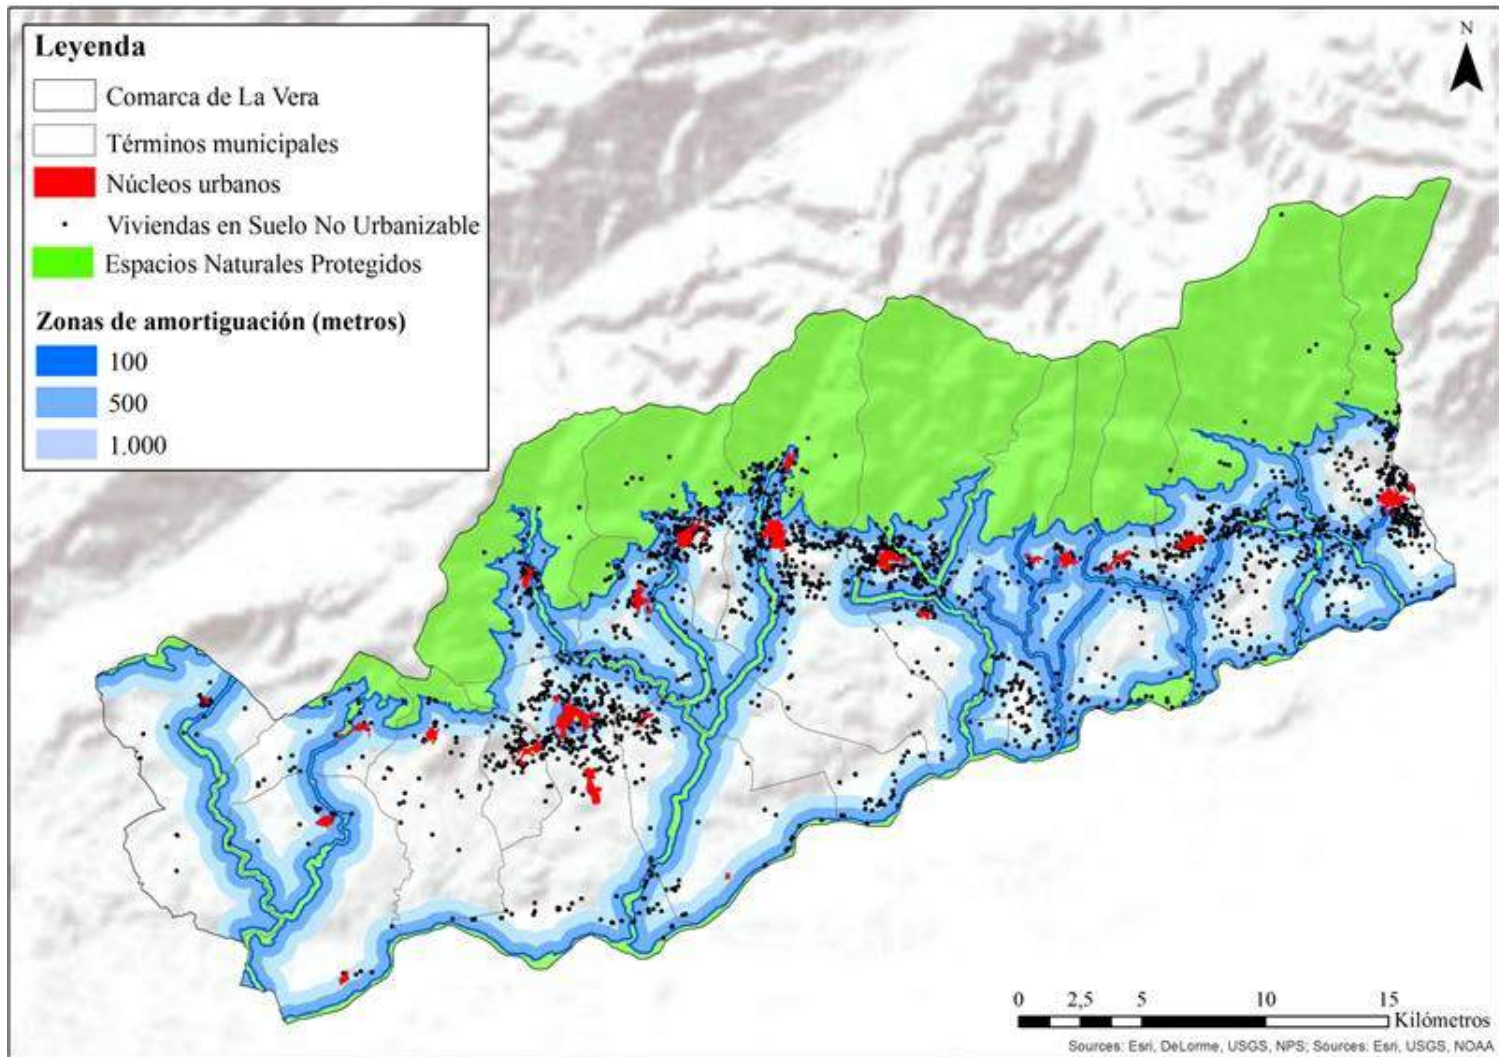 Leyenda
Comarca de La Vera
Términos municipales
Núcleos urbanos
Viviendas en Suelo No Urbanizable
Espacios Naturales Protegidos
Zonas de amortiguación (metros)
100
500
1.000
N
0 2,5 5 10 15
Kilómetros
Sources: Esri, DeLorme, USGS, NPS; Sources: Esri, USGS, NOAA